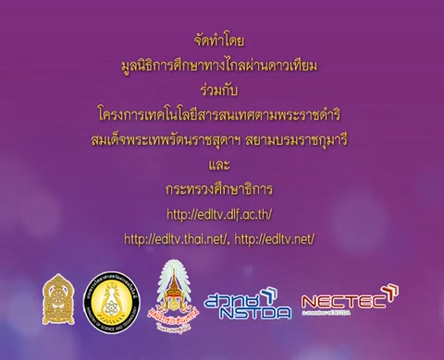 จัดทำโดย
มูลนิธิการศึกษาทางไกลผ่านดาวเทียม
ร่วมกับ
โครงการเทคโนโลยีสารสนเทศตามพระราชดำริ
สมเด็จพระเทพรัตนราชสุดาฯ สยามบรมราชกุมารี
และ
กระทรวงศึกษาธิการ
http://edltv.dlf.ac.th/
http://edltv.thai.net/, http://edltv.net/
สวทช
NSTDA
NECTEC
a member of NSTDA